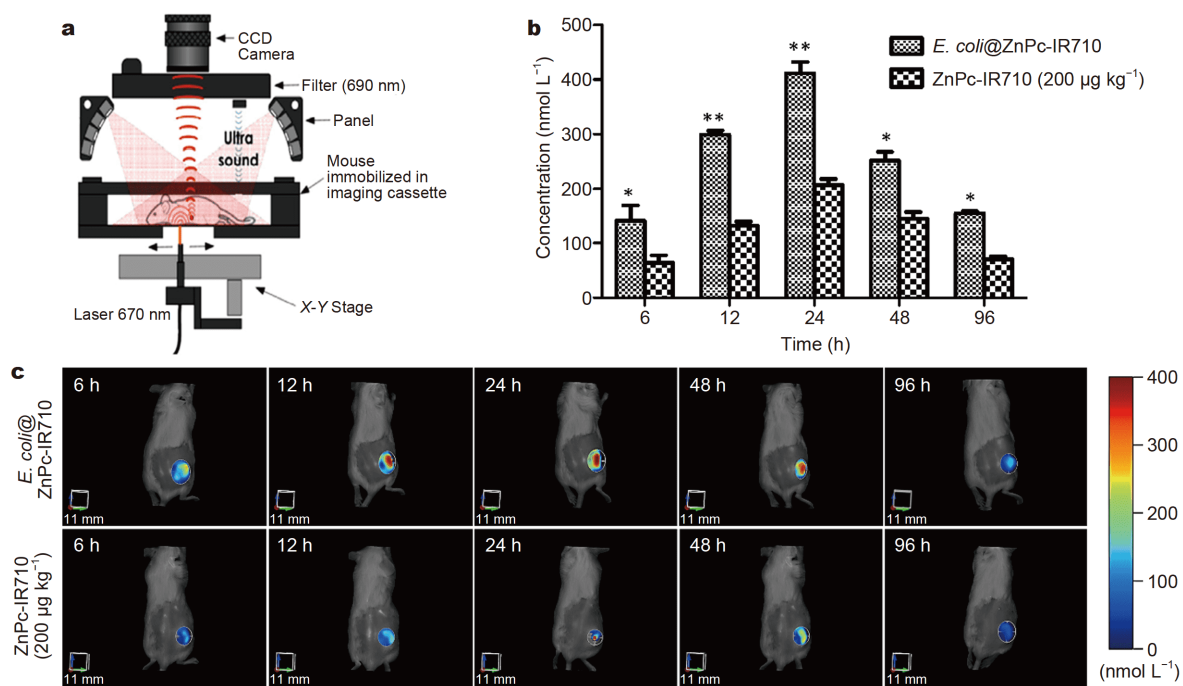 a
CCD
Camera
Filter (690 nm)
Panel
Ultra
sound
Mouse
immobilized in
imaging cassette
X-Y Stage
Laser 670 nm
b
Concentration (nmol L⁻¹)
500
400
300
200
100
0
*
**
**
*
*
E. coli@ZnPc-IR710
ZnPc-IR710 (200 µg kg⁻¹)
6
12
24
48
96
Time (h)
c
E. coli@
ZnPc-IR710
6 h
12 h
24 h
48 h
96 h
11 mm
11 mm
11 mm
11 mm
11 mm
ZnPc-IR710
(200 µg kg⁻¹)
6 h
12 h
24 h
48 h
96 h
11 mm
11 mm
11 mm
11 mm
11 mm
400
300
200
100
0
(nmol L⁻¹)